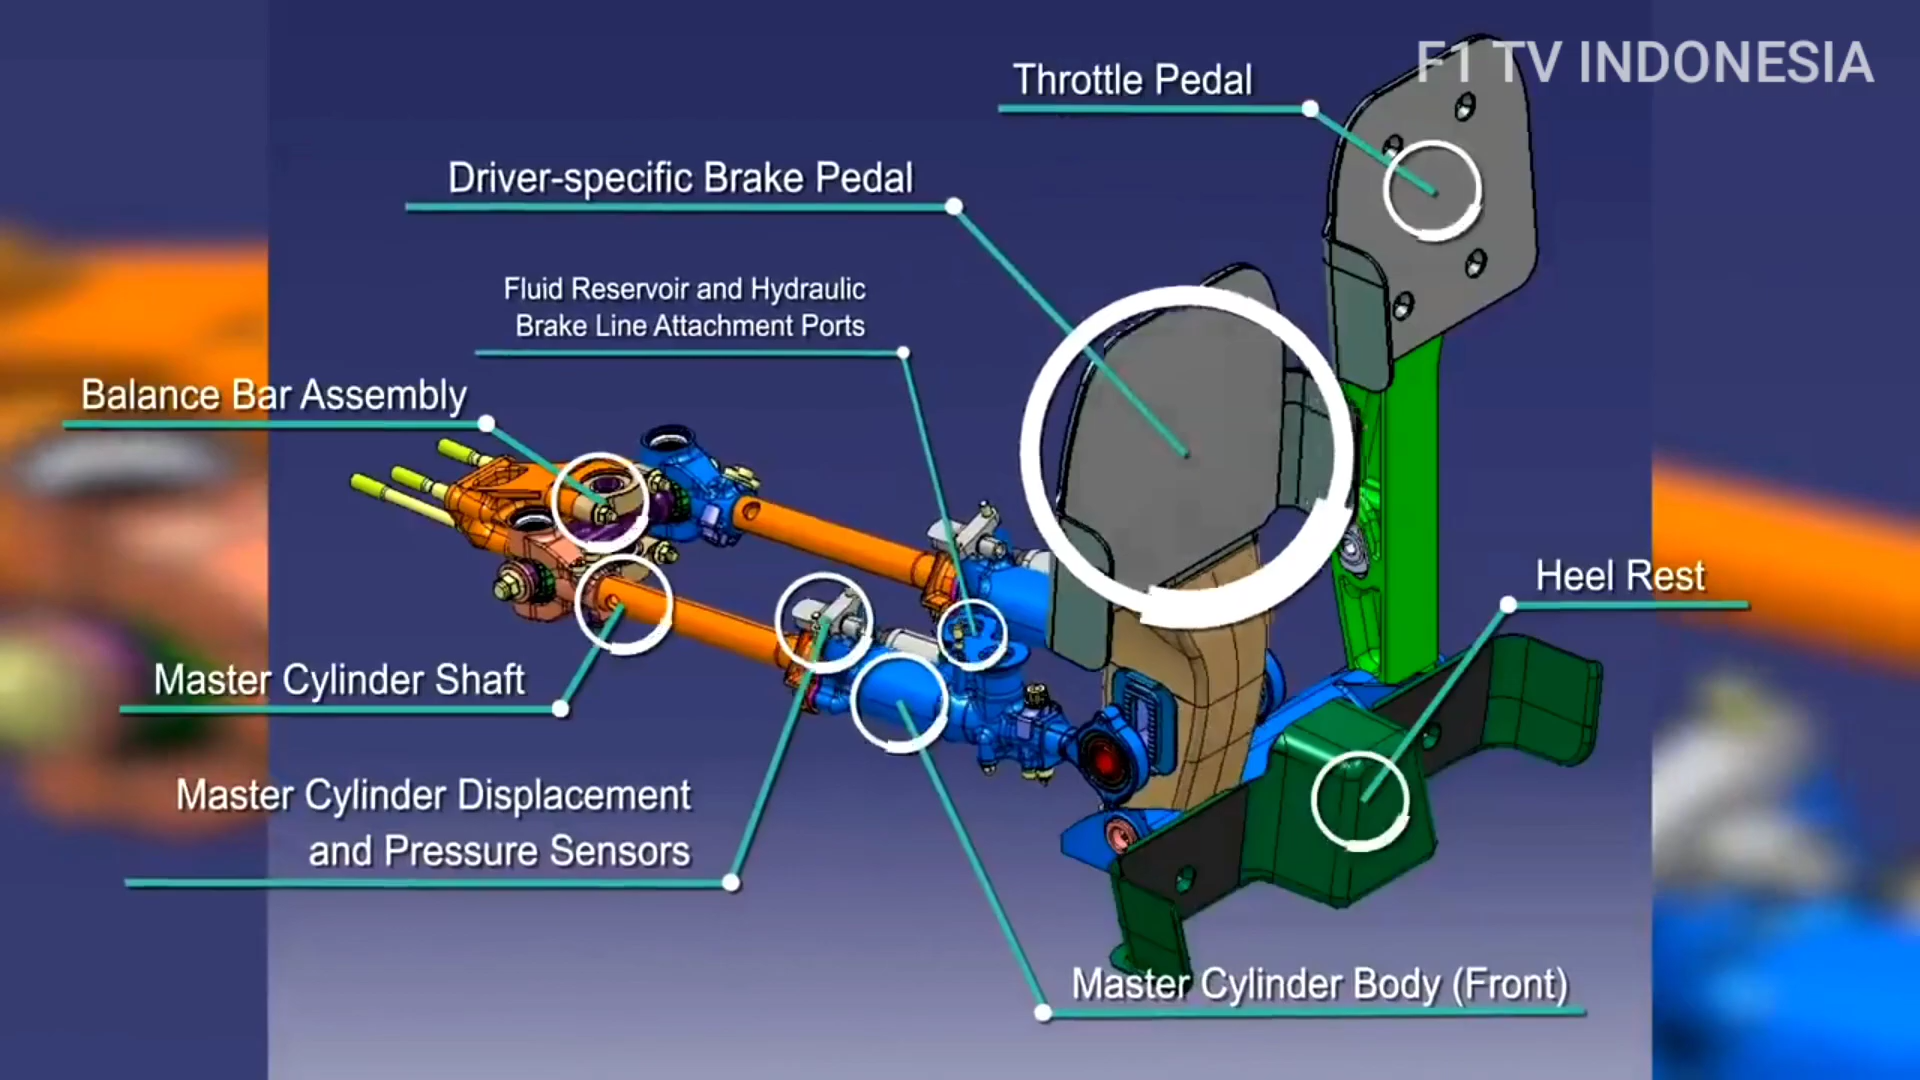 F1 TV INDONESIA
Throttle Pedal
Driver-specific Brake Pedal
Fluid Reservoir and Hydraulic
Brake Line Attachment Ports
Balance Bar Assembly
Heel Rest
Master Cylinder Shaft
Master Cylinder Displacement
and Pressure Sensors
Master Cylinder Body (Front)